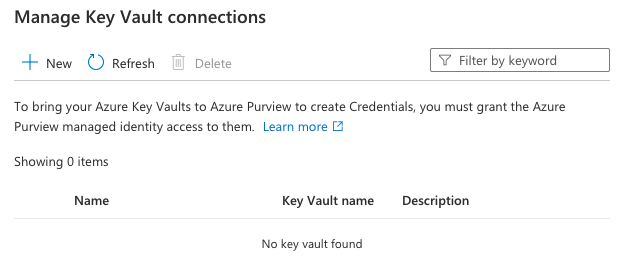 Manage Key Vault connections
New Refresh Delete Filter by keyword
To bring your Azure Key Vaults to Azure Purview to create Credentials, you must grant the Azure
Purview managed identity access to them. Learn more
Showing 0 items
Name Key Vault name Description
No key vault found